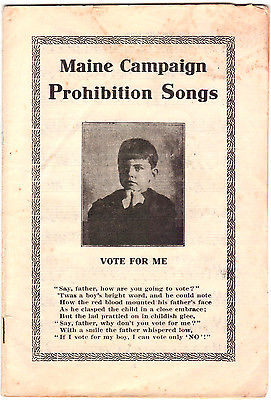 Maine Campaign
Prohibition Songs
VOTE FOR ME
"Say, father, how are you going to vote?"
'Twas a boy's bright word, and he could note
How the red blood mounted his father's face
As he clasped the child in a close embrace;
But the lad prattled on in childish glee,
"Say, father, why don't you vote for me?"
With a smile the father whispered low,
"If I vote for my boy, I can vote only 'NO'!"